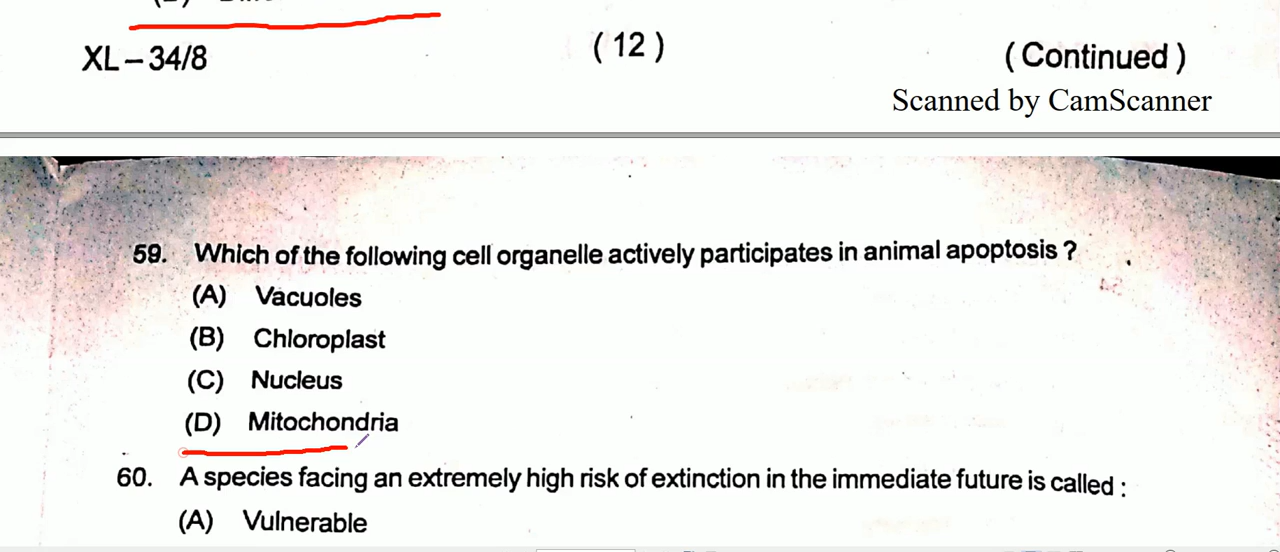 XL – 34/8
( 12 )
( Continued )
Scanned by CamScanner
59. Which of the following cell organelle actively participates in animal apoptosis ?
(A) Vacuoles
(B) Chloroplast
(C) Nucleus
(D) Mitochondria
60. A species facing an extremely high risk of extinction in the immediate future is called :
(A) Vulnerable